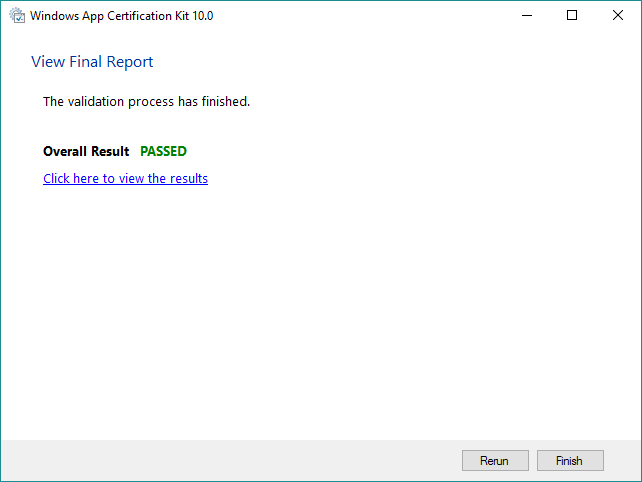 Windows App Certification Kit 10.0
View Final Report
The validation process has finished.
Overall Result PASSED
Click here to view the results
Rerun Finish